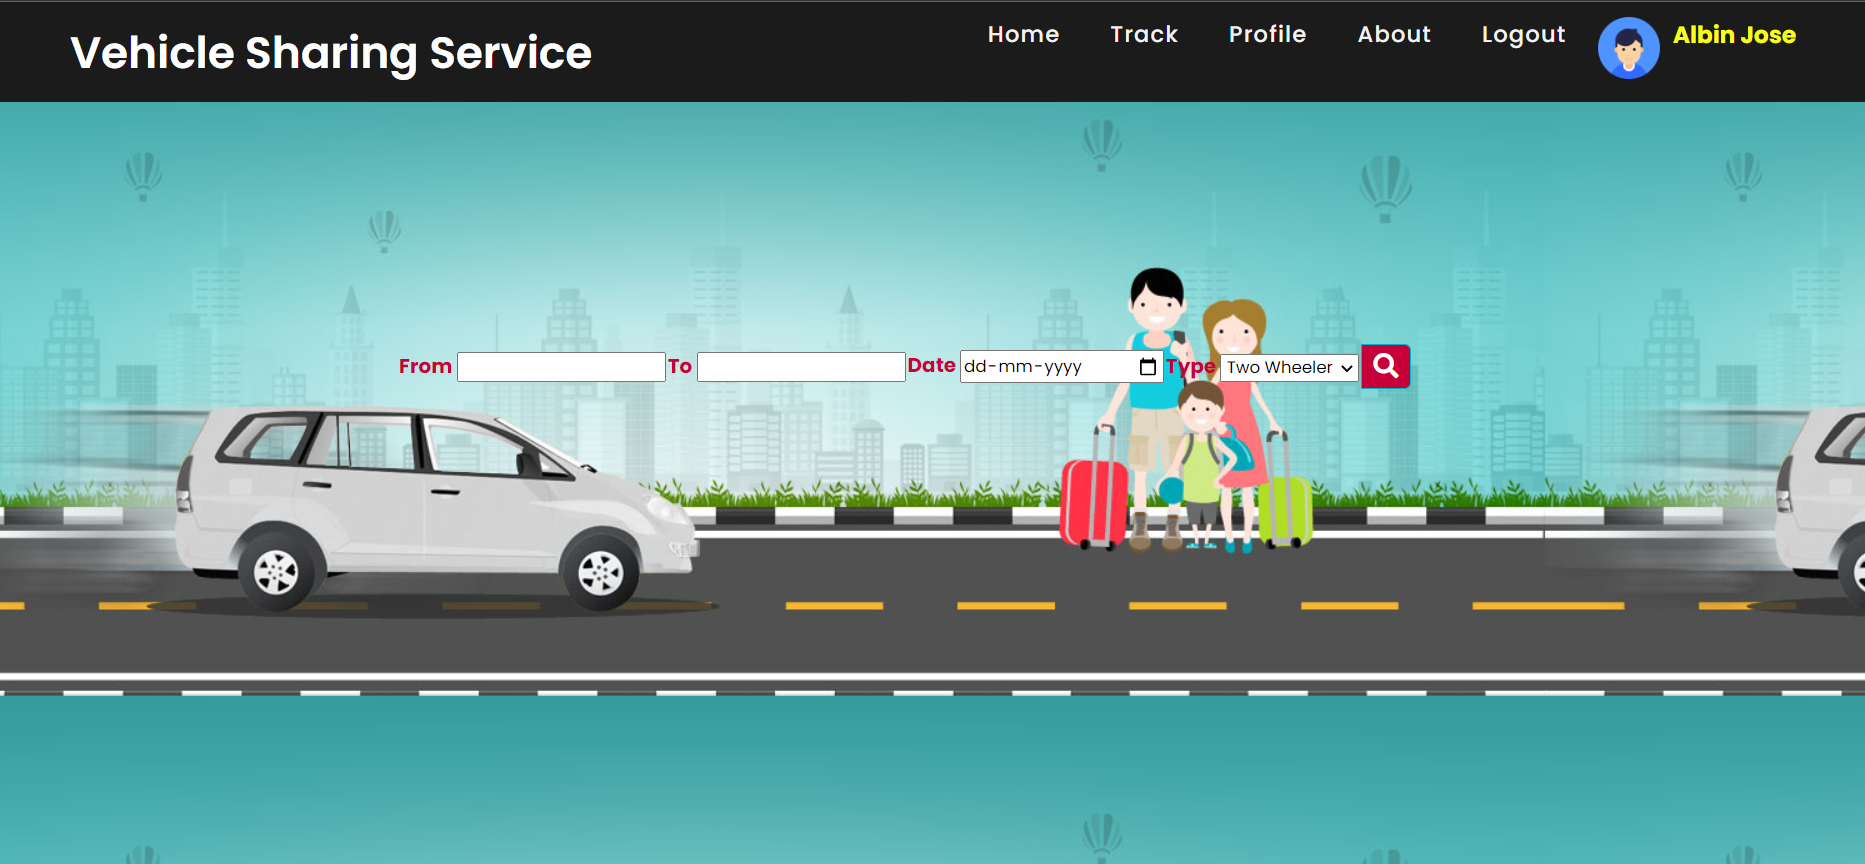 Vehicle Sharing Service
Home Track Profile About Logout Albin Jose
From To Date dd-mm-yyyy Type Two Wheeler